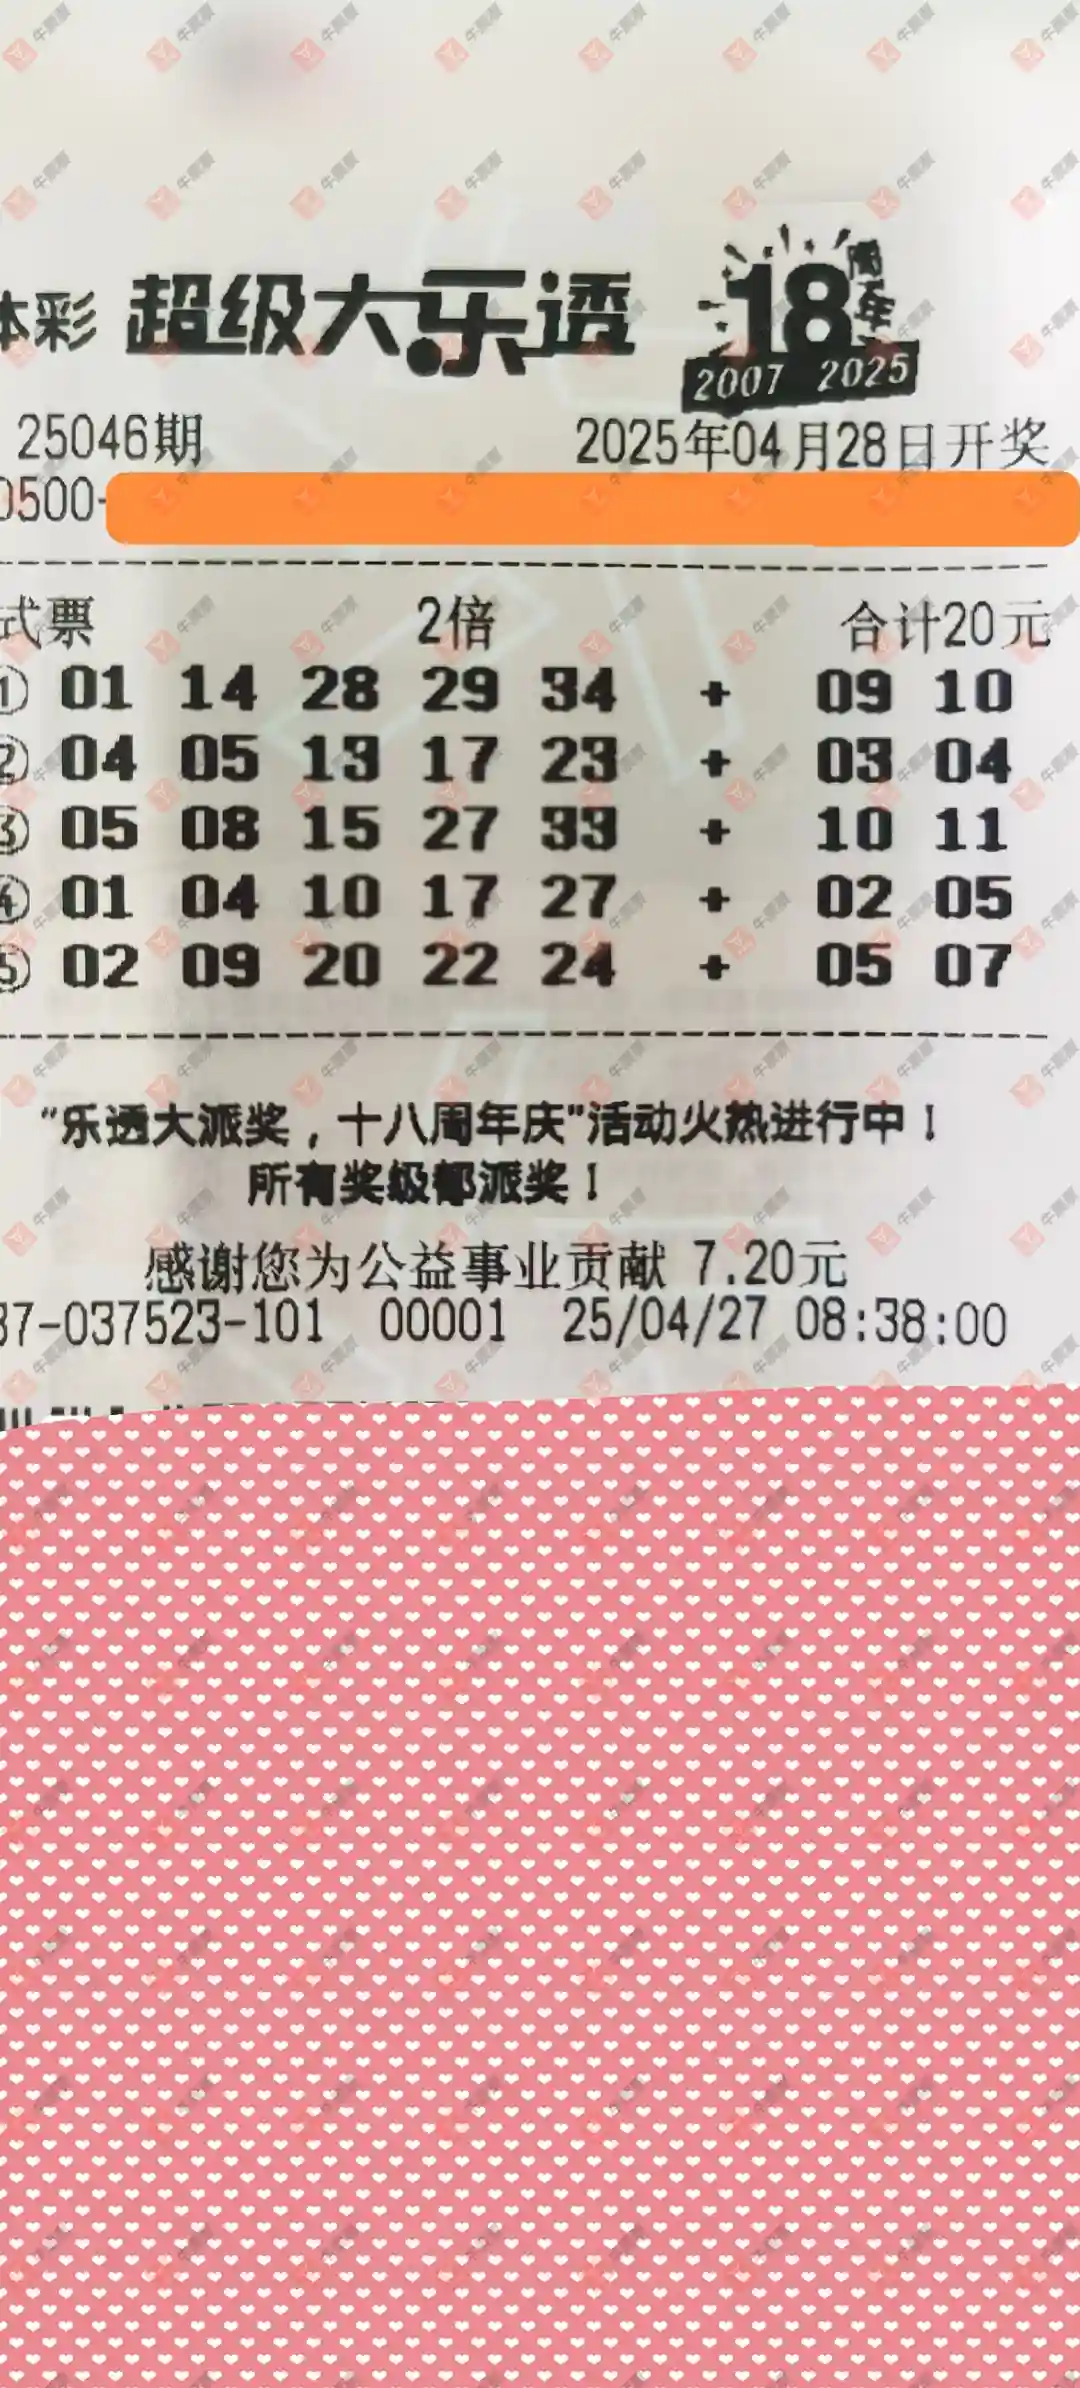 体彩 超级大乐透 18周年
2007 2025
25046期 2025年04月28日开奖
0500-
式票 2倍 合计20元
① 01 14 28 29 34 + 09 10
② 04 05 13 17 23 + 03 04
③ 05 08 15 27 33 + 10 11
④ 01 04 10 17 27 + 02 05
⑤ 02 09 20 22 24 + 05 07
“乐透大派奖，十八周年庆”活动火热进行中！
所有奖级都派奖！
感谢您为公益事业贡献 7.20元
37-037523-101 00001 25/04/27 08:38:00